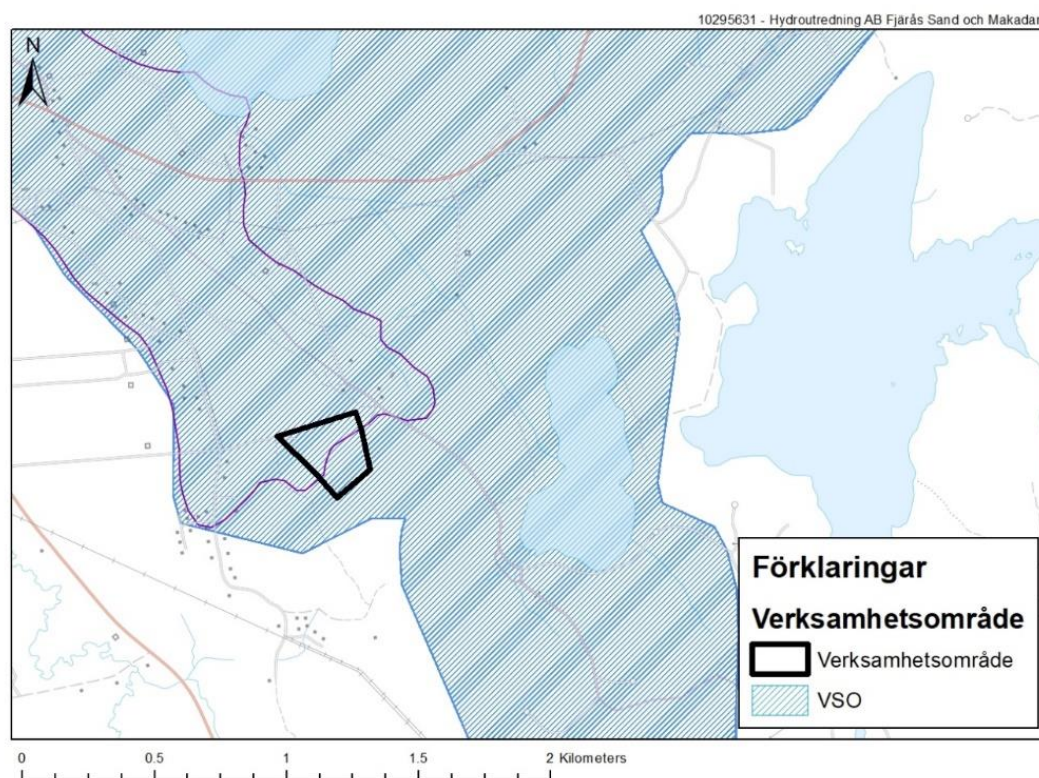 10295631 - Hydroutredning AB Fjärås Sand och Makadam
N
Förklaringar
Verksamhetsområde
Verksamhetsområde
VSO
0 0.5 1 1.5 2 Kilometers